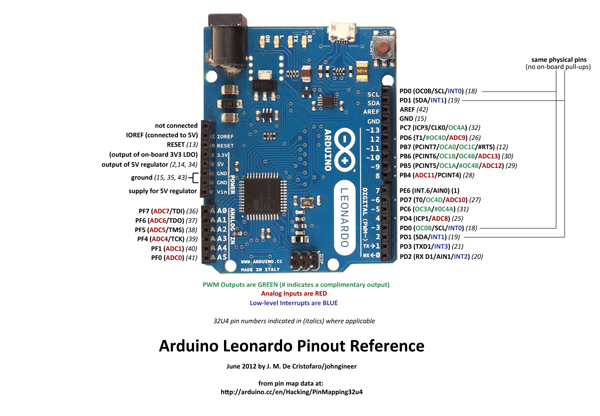 same physical pins
(no on-board pull-ups)
PD0 (OC0B/SCL/INT0) (18)
PD1 (SDA/INT1) (19)
AREF (42)
GND (15)
PC7 (ICP3/CLK0/OC4A) (32)
PD6 (T1/#OC4D/ADC9) (26)
PB7 (PCINT7/OCA0/OC1C/#RTS) (12)
PB6 (PCINT6/OC1B/OC4B/ADC13) (30)
PB5 (PCINT5/OC1A/#OC4B/ADC12) (29)
PB4 (ADC11/PCINT4) (28)
PE6 (INT.6/AIN0) (1)
PD7 (T0/OC4D/ADC10) (27)
PC6 (OC3A/#OC4A) (31)
PD4 (ICP1/ADC8) (25)
PD0 (OC0B/SCL/INT0) (18)
PD1 (SDA/INT1) (19)
PD3 (TXD1/INT3) (21)
PD2 (RX D1/AIN1/INT2) (20)
not connected
IOREF (connected to 5V)
RESET (13)
(output of on-board 3V3 LDO)
output of 5V regulator (2,14, 34)
ground (15, 35, 43)
supply for 5V regulator
PF7 (ADC7/TDI) (36)
PF6 (ADC6/TDO) (37)
PF5 (ADC5/TMS) (38)
PF4 (ADC4/TCK) (39)
PF1 (ADC1) (40)
PF0 (ADC0) (41)
L
ON
SCL
SDA
AREF
GND
~13
12
~11
~10
~9
8
7
~6
~5
4
~3
2
TX→1
RX←0
DIGITAL (PWM~)
ARDUINO
LEONARDO
IOREF
RESET
3.3V
5V
GND
GND
Vin
POWER
ANALOG IN
A0
A1
A2
A3
A4
A5
WWW.ARDUINO.CC
MADE IN ITALY
PWM Outputs are GREEN (# indicates a complimentary output)
Analog Inputs are RED
Low-level Interrupts are BLUE
32U4 pin numbers indicated in (italics) where applicable
Arduino Leonardo Pinout Reference
June 2012 by J. M. De Cristofaro/johngineer
from pin map data at:
http://arduino.cc/en/Hacking/PinMapping32u4